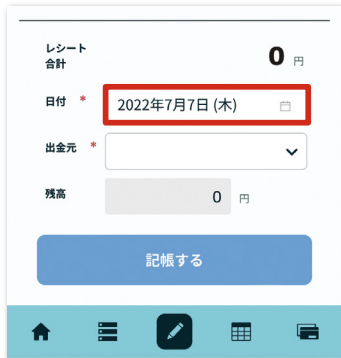 レシート
合計
0 円
日付 *
2022年7月7日 (木)
出金元 *
残高
0 円
記帳する